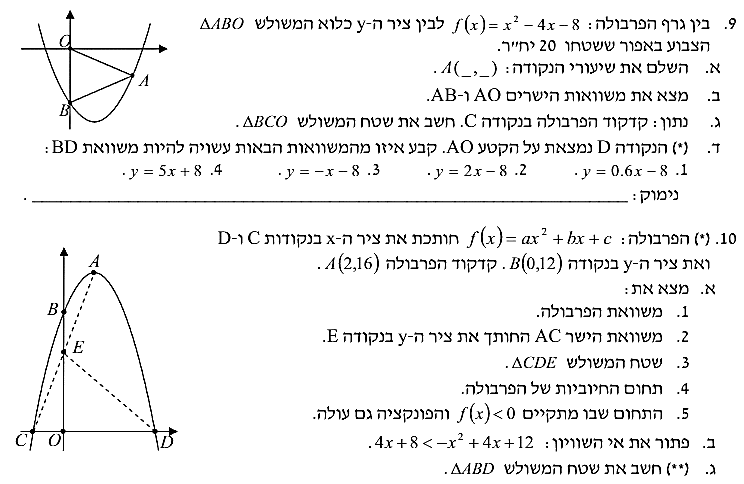 9. בין גרף הפרבולה: f(x)= x² − 4x − 8 לבין ציר ה-y כלוא המשולש ΔABO
הצבוע באפור ששטחו 20 יח״ר.
א. השלם את שיעורי הנקודה: A(_,_).
ב. מצא את משוואות הישרים AO ו-AB.
ג. נתון: קדקוד הפרבולה בנקודה C. חשב את שטח המשולש ΔBCO.
ד. (*) הנקודה D נמצאת על הקטע AO. קבע איזו מהמשוואות הבאות עשויה להיות משוואת BD:
1. y = 0.6x − 8. 2. y = 2x − 8. 3. y = −x − 8. 4. y = 5x + 8.
נימוק: ____________________.
O
A
B
10. (*) הפרבולה: f(x)= ax² + bx + c חותכת את ציר ה-x בנקודות C ו-D
ואת ציר ה-y בנקודה B(0,12). קדקוד הפרבולה A(2,16).
א. מצא את:
1. משוואת הפרבולה.
2. משוואת הישר AC החותך את ציר ה-y בנקודה E.
3. שטח המשולש ΔCDE.
4. תחום החיוביות של הפרבולה.
5. התחום שבו מתקיים f(x)<0 והפונקציה גם עולה.
ב. פתור את אי השוויון: 4x+8<−x²+4x+12.
ג. (**) חשב את שטח המשולש ΔABD.
A
B
E
C O D